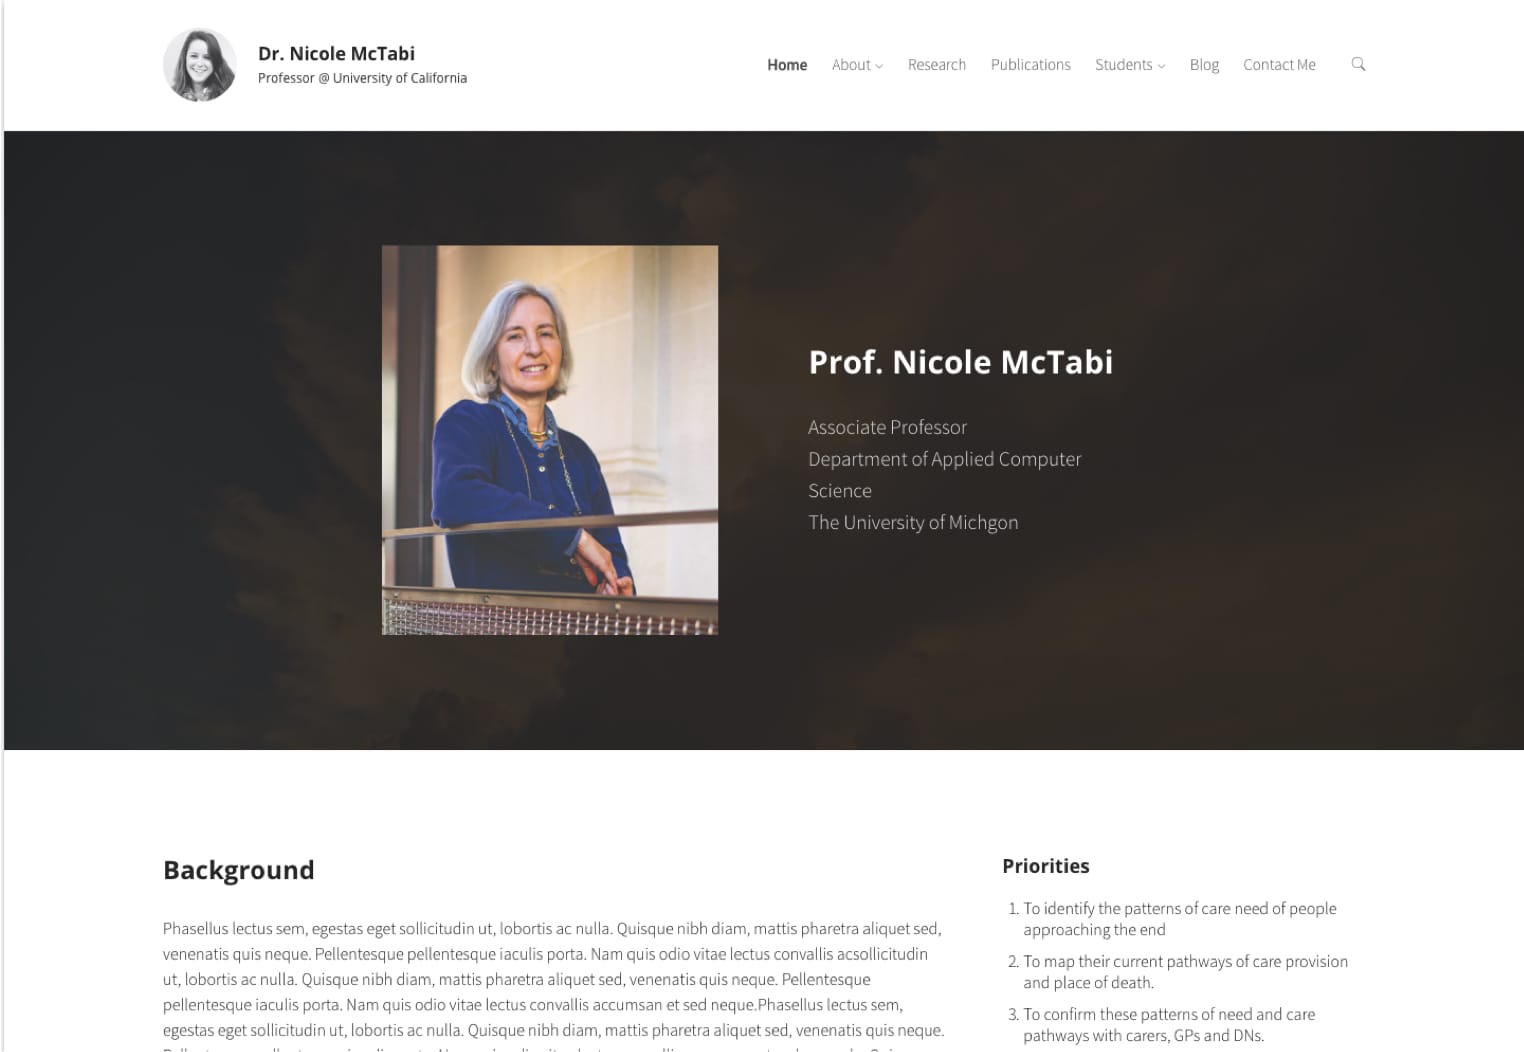 Dr. Nicole McTabi
Professor @ University of California
Home About Research Publications Students Blog Contact Me
Prof. Nicole McTabi
Associate Professor
Department of Applied Computer
Science
The University of Michgon
Background
Phasellus lectus sem, egestas eget sollicitudin ut, lobortis ac nulla. Quisque nibh diam, mattis pharetra aliquet sed,
venenatis quis neque. Pellentesque pellentesque iaculis porta. Nam quis odio vitae lectus convallis acsollicitudin
ut, lobortis ac nulla. Quisque nibh diam, mattis pharetra aliquet sed, venenatis quis neque. Pellentesque
pellentesque iaculis porta. Nam quis odio vitae lectus convallis accumsan et sed neque.Phasellus lectus sem,
egestas eget sollicitudin ut, lobortis ac nulla. Quisque nibh diam, mattis pharetra aliquet sed, venenatis quis neque.
Priorities
1. To identify the patterns of care need of people
approaching the end
2. To map their current pathways of care provision
and place of death.
3. To confirm these patterns of need and care
pathways with carers, GPs and DNs.